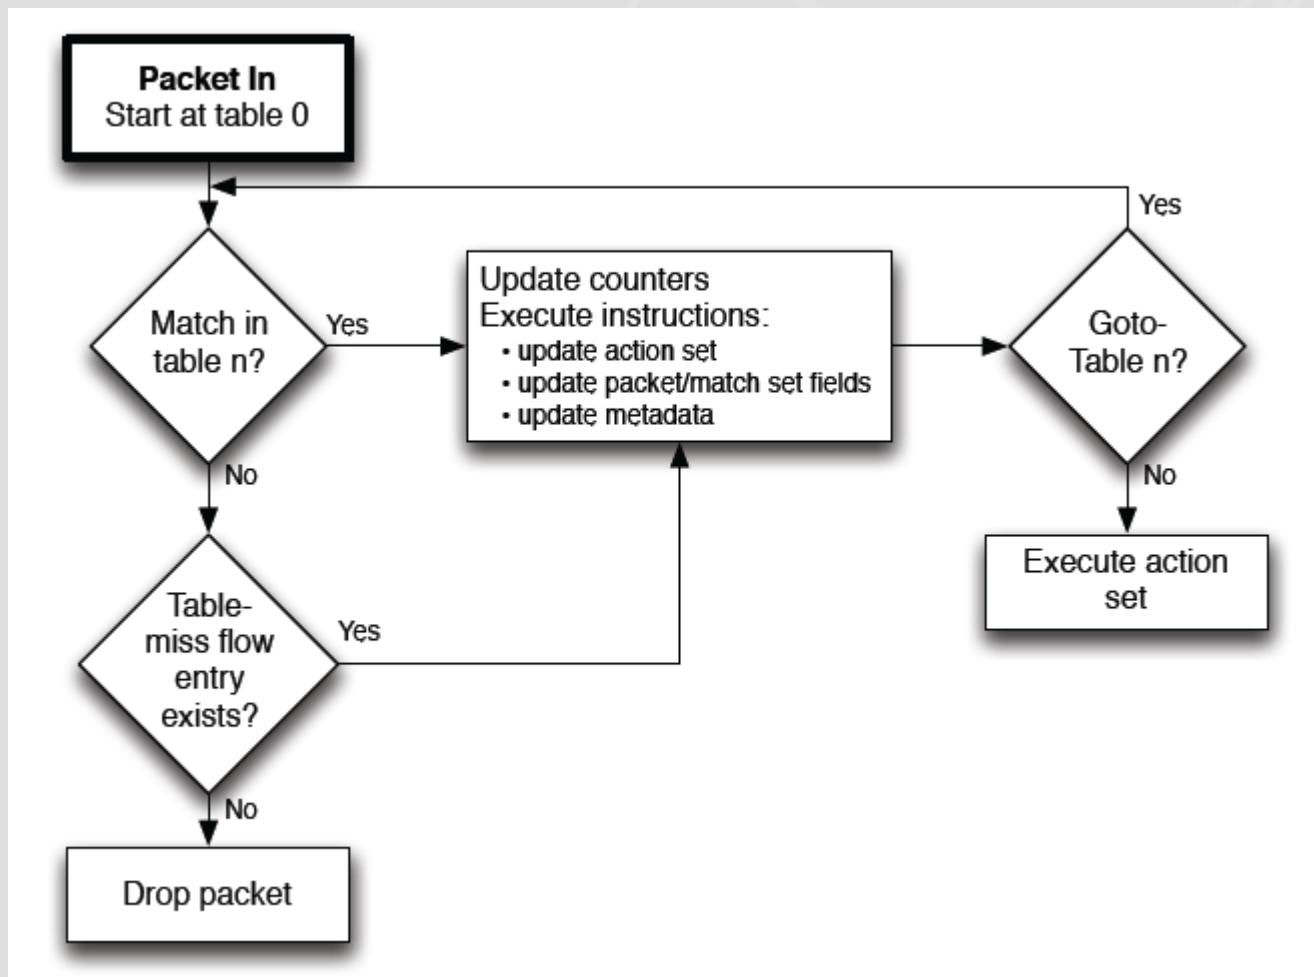 Packet In
Start at table 0
Yes
Match in
table n?
Yes
Update counters
Execute instructions:
• update action set
• update packet/match set fields
• update metadata
Goto-
Table n?
No
No
Execute action
set
Table-
miss flow
entry
exists?
Yes
No
Drop packet